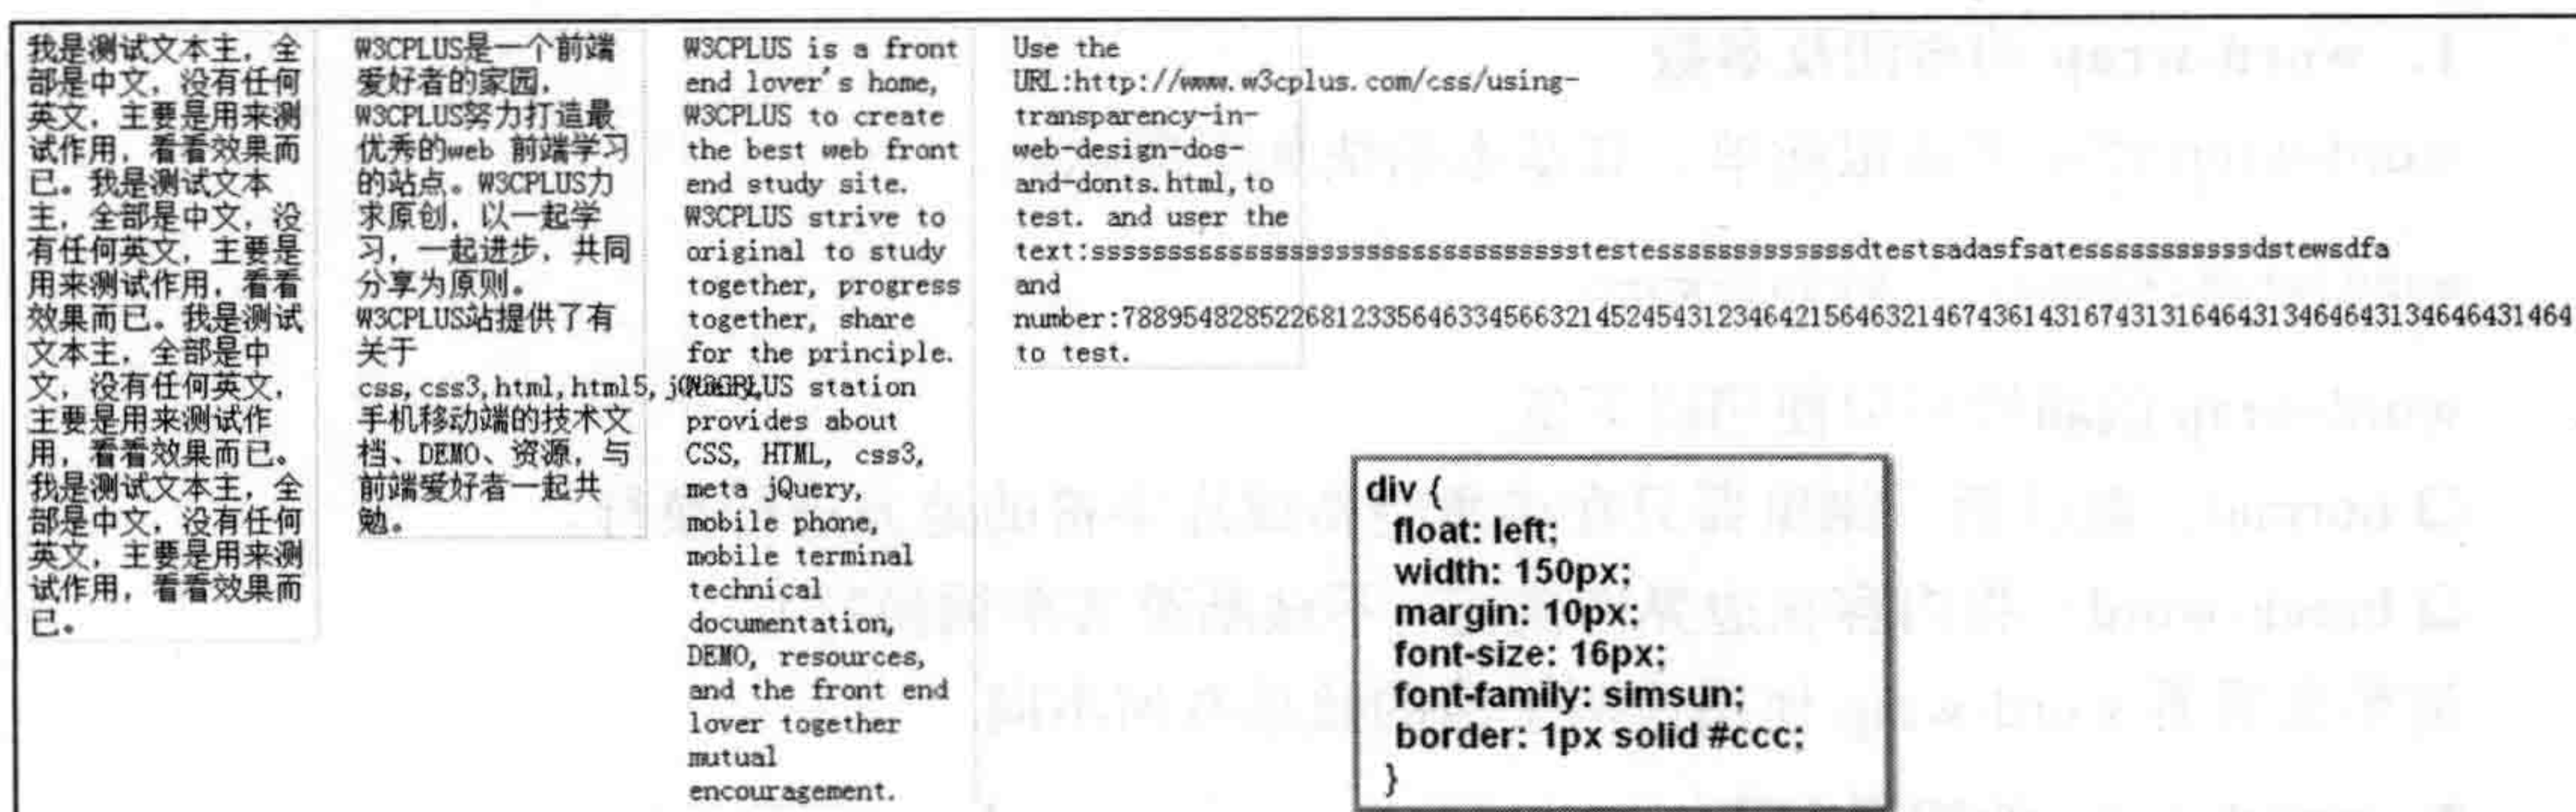 我是测试文本主，全
部是中文，没有任何
英文，主要是用来测
试作用，看看效果而
已。我是测试文本
主，全部是中文，没
有任何英文，主要是
用来测试作用，看看
效果而已。我是测试
文本主，全部是中
文，没有任何英文，
主要是用来测试作
用，看看效果而已。
我是测试文本主，全
部是中文，没有任何
英文，主要是用来测
试作用，看看效果而
已。
W3CPLUS是一个前端
爱好者的家园，
W3CPLUS努力打造最
优秀的web 前端学习
的站点。W3CPLUS力
求原创，以一起学
习，一起进步，共同
分享为原则。
W3CPLUS站提供了有
关于
css,css3,html,html5,jQuery,
手机移动端的技术文
档、DEMO、资源，与
前端爱好者一起共
勉。
W3CPLUS is a front
end lover's home,
W3CPLUS to create
the best web front
end study site.
W3CPLUS strive to
original to study
together, progress
together, share
for the principle.
W3CPLUS station
provides about
CSS, HTML, css3,
meta jQuery,
mobile phone,
mobile terminal
technical
documentation,
DEMO, resources,
and the front end
lover together
mutual
encouragement.
Use the
URL:http://www.w3cplus.com/css/using-
transparency-in-
web-design-dos-
and-donts.html,to
test. and user the
text:sssssssssssssssssssssssssssssssstestesssssssssssssdtestsadasfsatesssssssssssdstewsdfa
and
number:788954828522681233564633456632145245431234642156463214674361431674313164643134646431346464​31464
to test.
div {
float: left;
width: 150px;
margin: 10px;
font-size: 16px;
font-family: simsun;
border: 1px solid #ccc;
}